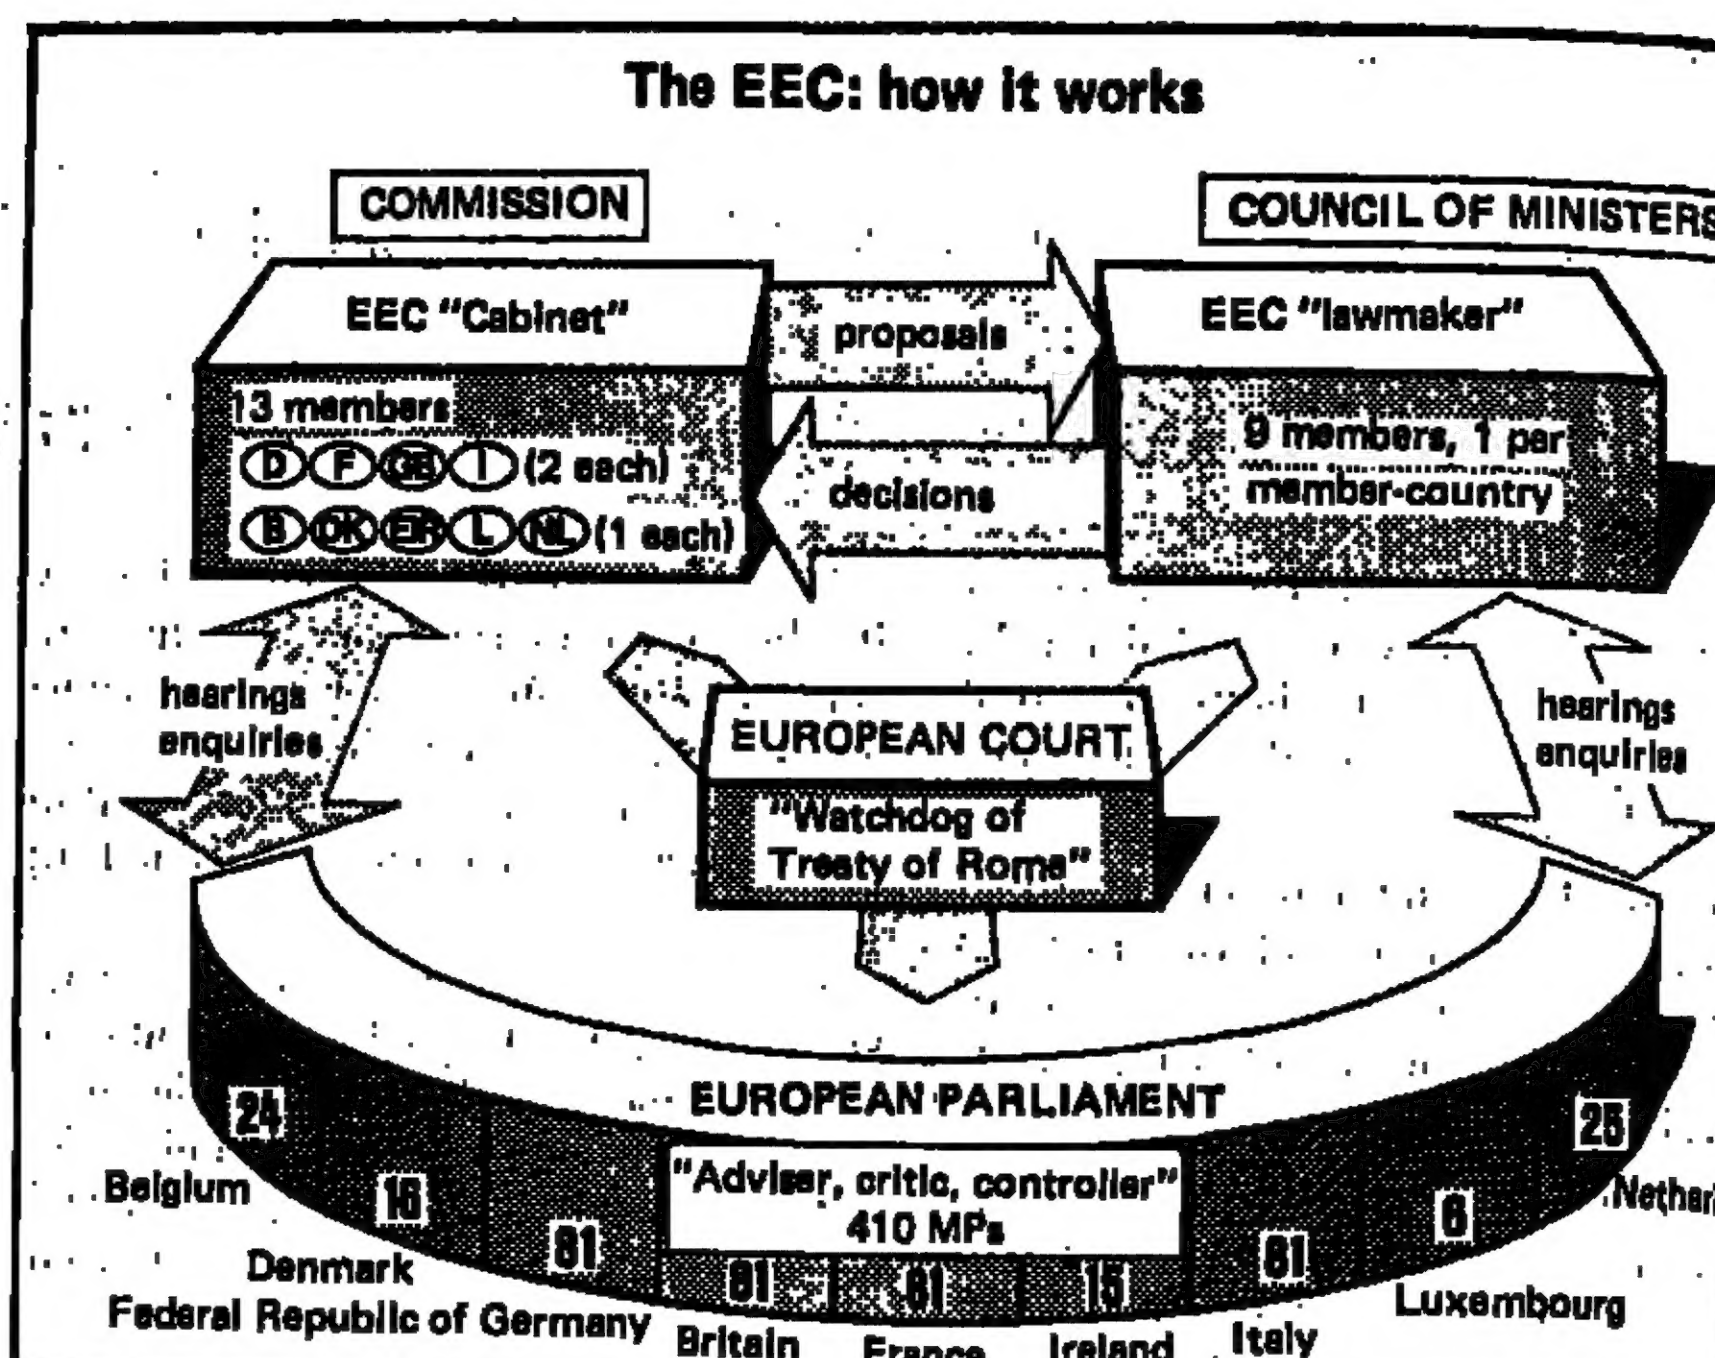 The EEC: how it works
COMMISSION
COUNCIL OF MINISTERS
EEC "Cabinet"
proposals
EEC "lawmaker"
13 members
D F GB I (2 each)
B DK EIR L NL (1 each)
decisions
9 members, 1 per
member-country
hearings
enquiries
EUROPEAN COURT
"Watchdog of
Treaty of Rome"
hearings
enquiries
EUROPEAN PARLIAMENT
"Adviser, critic, controller"
410 MPs
24
16
81
81
81
15
81
6
25
Belgium
Denmark
Federal Republic of Germany
Britain
France
Ireland
Italy
Luxembourg
Nether